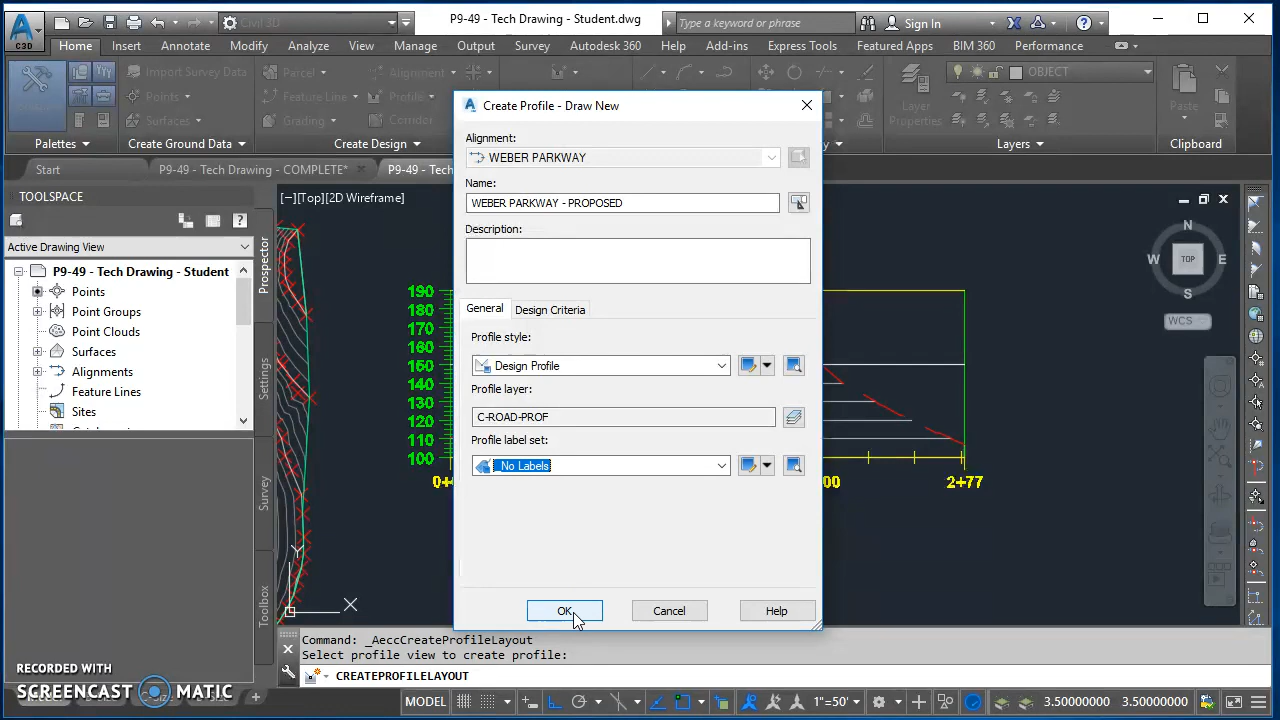 P9-49 - Tech Drawing - Student.dwg
Civil 3D
Type a keyword or phrase
Sign In
C3D
Home Insert Annotate Modify Analyze View Manage Output Survey Autodesk 360 Help Add-ins Express Tools Featured Apps BIM 360 Performance
Import Survey Data
Points
Surfaces
Parcel
Feature Line
Grading
Alignment
Profile
Corridor
Layer
Properties
OBJECT
Paste
Palettes
Create Ground Data
Create Design
Layers
Clipboard
Start
P9-49 - Tech Drawing - COMPLETE*
P9-49 - Tech
TOOLSPACE
Active Drawing View
P9-49 - Tech Drawing - Student
Points
Point Groups
Point Clouds
Surfaces
Alignments
Feature Lines
Sites
Prospector
Settings
Survey
Toolbox
[−][Top][2D Wireframe]
N
W
TOP
E
S
WCS
190
180
170
160
150
140
130
120
110
100
2+77
Y
X
Create Profile - Draw New
Alignment:
WEBER PARKWAY
Name:
WEBER PARKWAY - PROPOSED
Description:
General
Design Criteria
Profile style:
Design Profile
Profile layer:
C-ROAD-PROF
Profile label set:
_No Labels
OK
Cancel
Help
Command: _AeccCreateProfileLayout
Select profile view to create profile:
CREATEPROFILELAYOUT
RECORDED WITH
SCREENCAST MATIC
MODEL
1"=50'
3.50000000
3.50000000